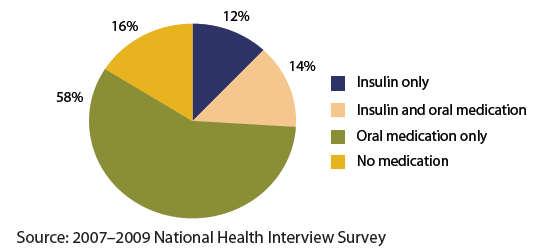 16%
12%
14%
58%
Insulin only
Insulin and oral medication
Oral medication only
No medication
Source: 2007–2009 National Health Interview Survey